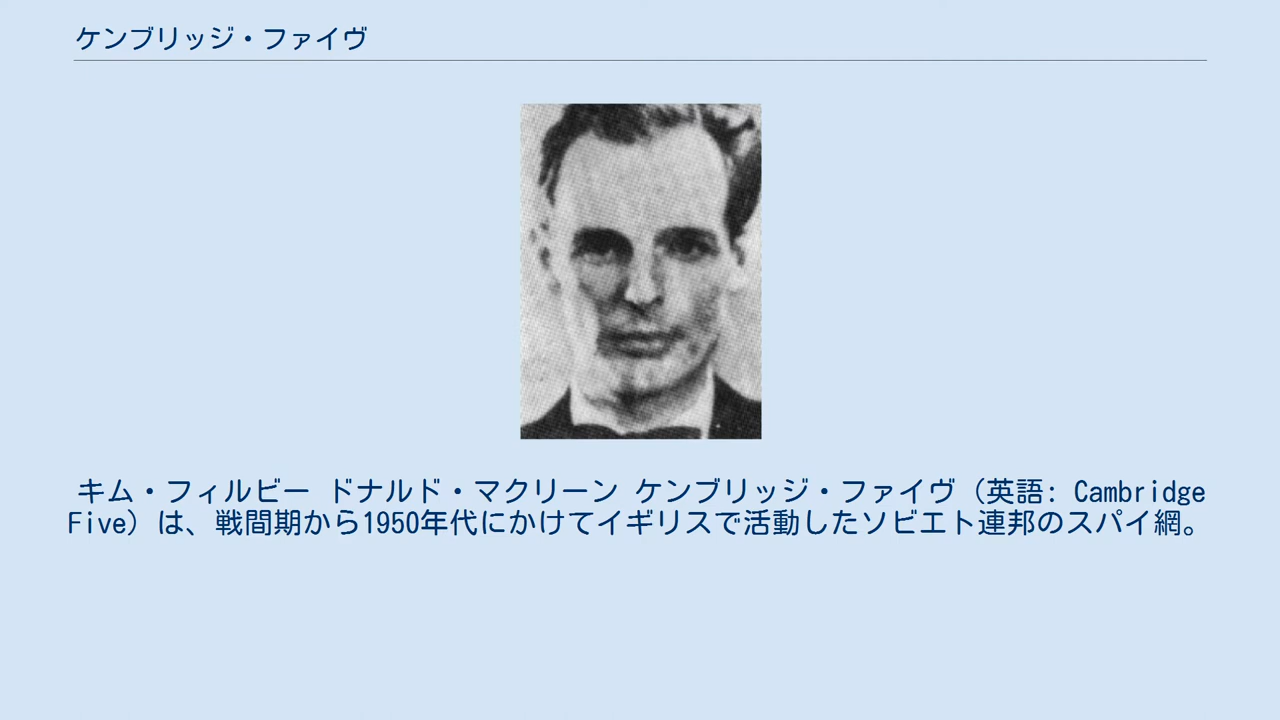 ケンブリッジ・ファイヴ
キム・フィルビー ドナルド・マクリーン ケンブリッジ・ファイヴ（英語: Cambridge
Five）は、戦間期から1950年代にかけてイギリスで活動したソビエト連邦のスパイ網。